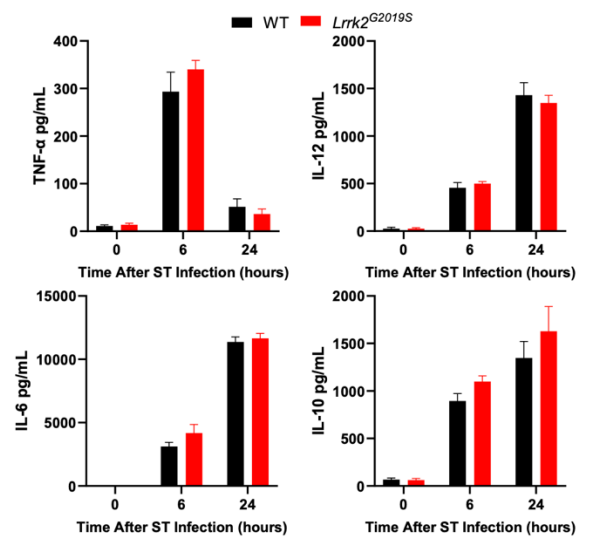 WT Lrrk2G2019S
TNF-α pg/mL
400
300
200
100
0
0 6 24
Time After ST Infection (hours)
IL-12 pg/mL
2000
1500
1000
500
0
0 6 24
Time After ST Infection (hours)
IL-6 pg/mL
15000
10000
5000
0
0 6 24
Time After ST Infection (hours)
IL-10 pg/mL
2000
1500
1000
500
0
0 6 24
Time After ST Infection (hours)